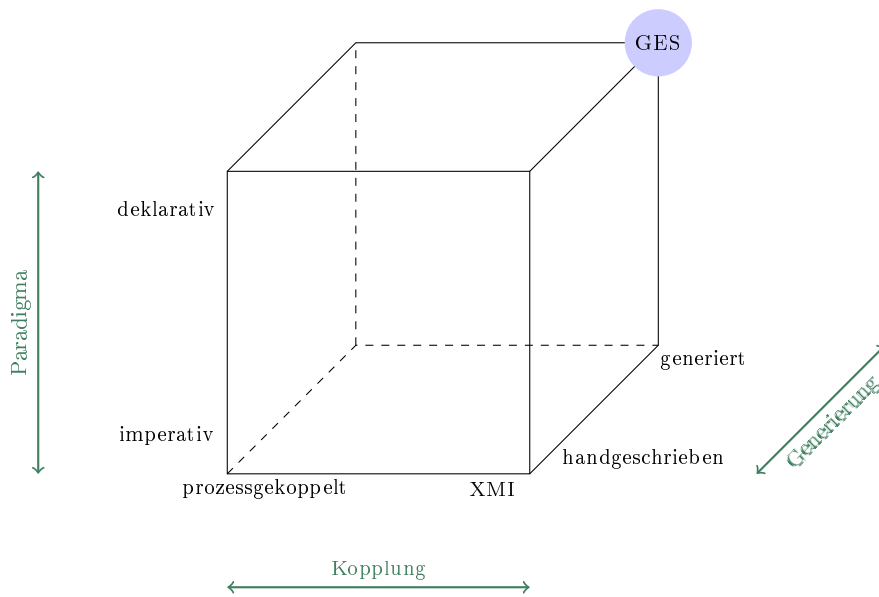 GES
deklarativ
Paradigma
generiert
Generierung
imperativ
handgeschrieben
prozessgekoppelt
XMI
Kopplung